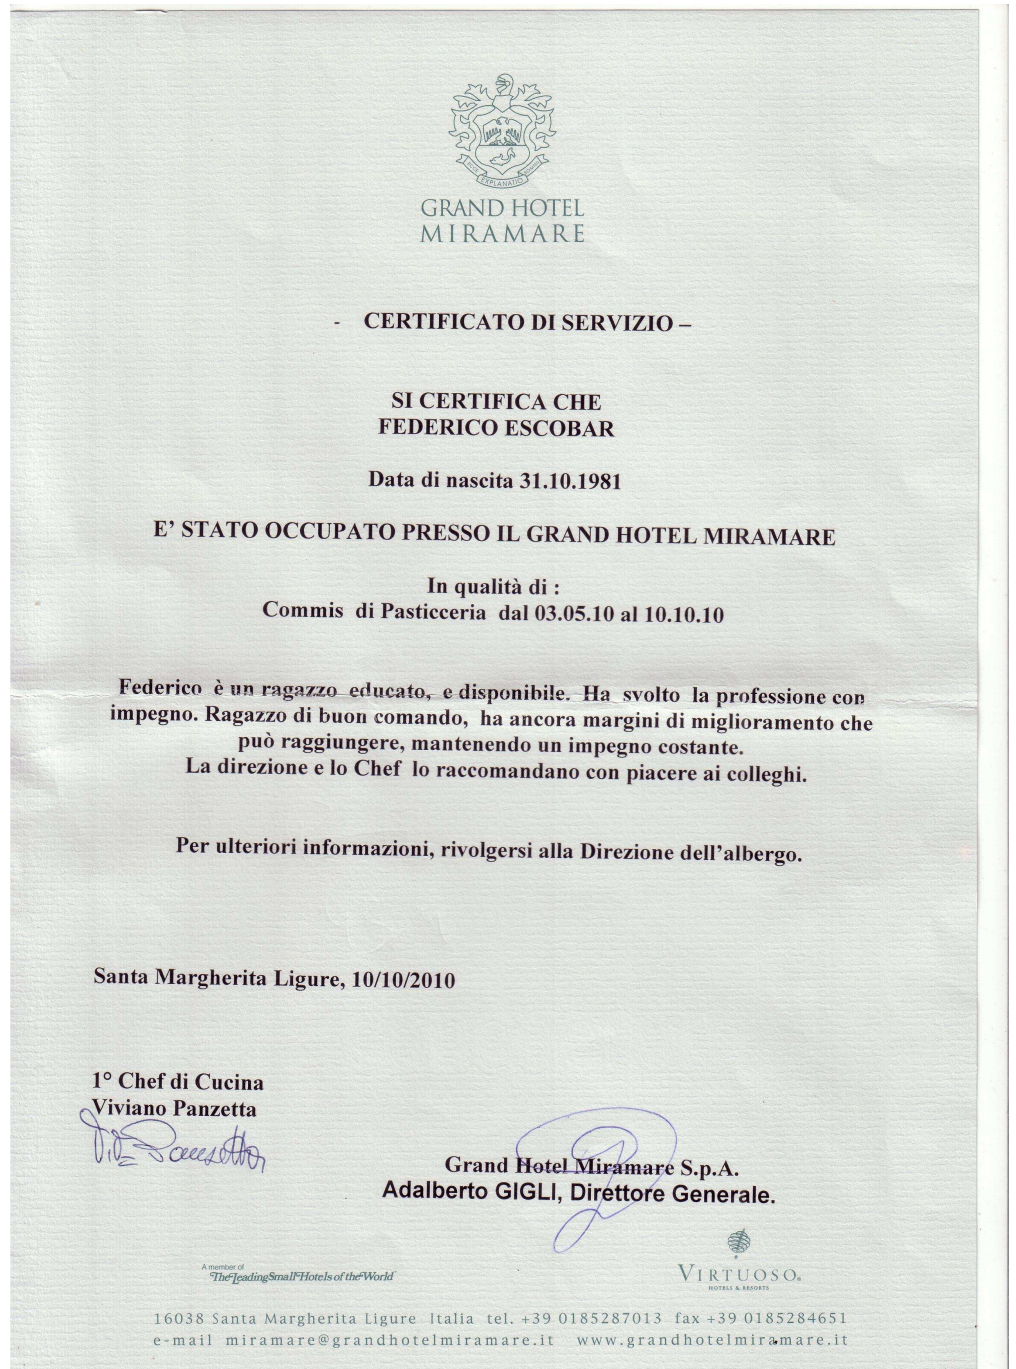 EXPLANATIO
GRAND HOTEL
MIRAMARE
- CERTIFICATO DI SERVIZIO –
SI CERTIFICA CHE
FEDERICO ESCOBAR
Data di nascita 31.10.1981
E’ STATO OCCUPATO PRESSO IL GRAND HOTEL MIRAMARE
In qualità di :
Commis di Pasticceria dal 03.05.10 al 10.10.10
Federico è un ragazzo educato, e disponibile. Ha svolto la professione con
impegno. Ragazzo di buon comando, ha ancora margini di miglioramento che
può raggiungere, mantenendo un impegno costante.
La direzione e lo Chef lo raccomandano con piacere ai colleghi.
Per ulteriori informazioni, rivolgersi alla Direzione dell’albergo.
Santa Margherita Ligure, 10/10/2010
1° Chef di Cucina
Viviano Panzetta
Grand Hotel Miramare S.p.A.
Adalberto GIGLI, Direttore Generale.
A member of
The Leading Small Hotels of the World
VIRTUOSO®
HOTELS & RESORTS
16038 Santa Margherita Ligure Italia tel. +39 0185287013 fax +39 0185284651
e-mail miramare@grandhotelmiramare.it www.grandhotelmiramare.it